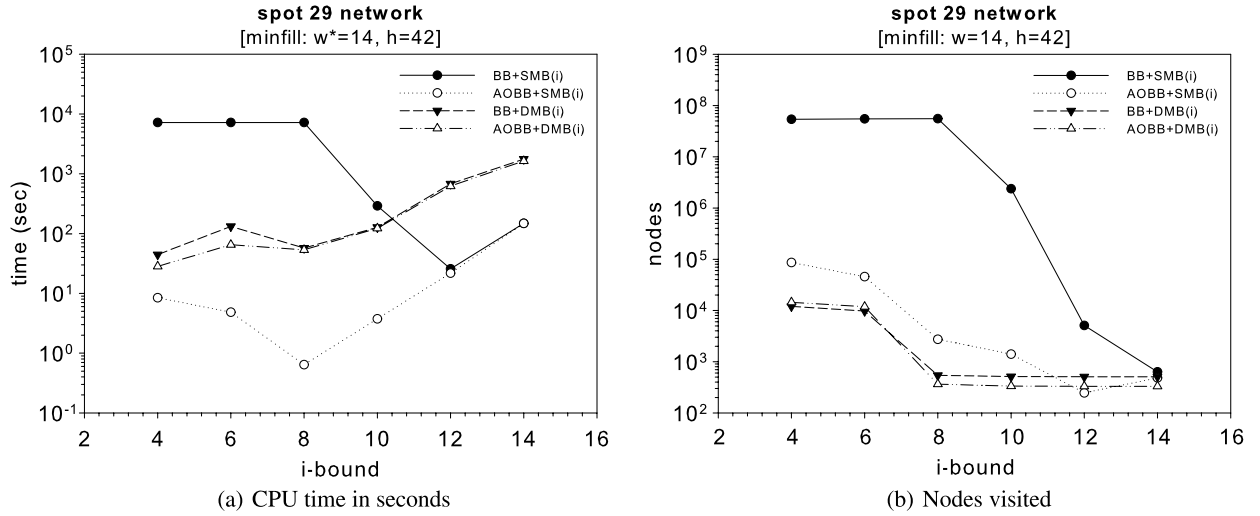 spot 29 network
[minfill: w*=14, h=42]
10^5
10^4
10^3
10^2
10^1
10^0
10^-1
time (sec)
BB+SMB(i)
AOBB+SMB(i)
BB+DMB(i)
AOBB+DMB(i)
2 4 6 8 10 12 14 16
i-bound
(a) CPU time in seconds
spot 29 network
[minfill: w=14, h=42]
10^9
10^8
10^7
10^6
10^5
10^4
10^3
10^2
nodes
BB+SMB(i)
AOBB+SMB(i)
BB+DMB(i)
AOBB+DMB(i)
2 4 6 8 10 12 14 16
i-bound
(b) Nodes visited